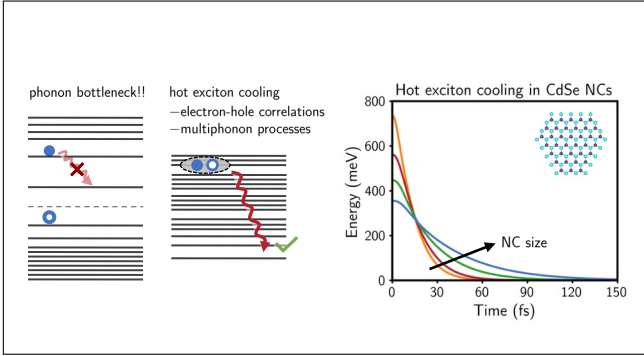 phonon bottleneck!!
hot exciton cooling
−electron-hole correlations
−multiphonon processes
Hot exciton cooling in CdSe NCs
Energy (meV)
800
600
400
200
0
NC size
0 30 60 90 120 150
Time (fs)